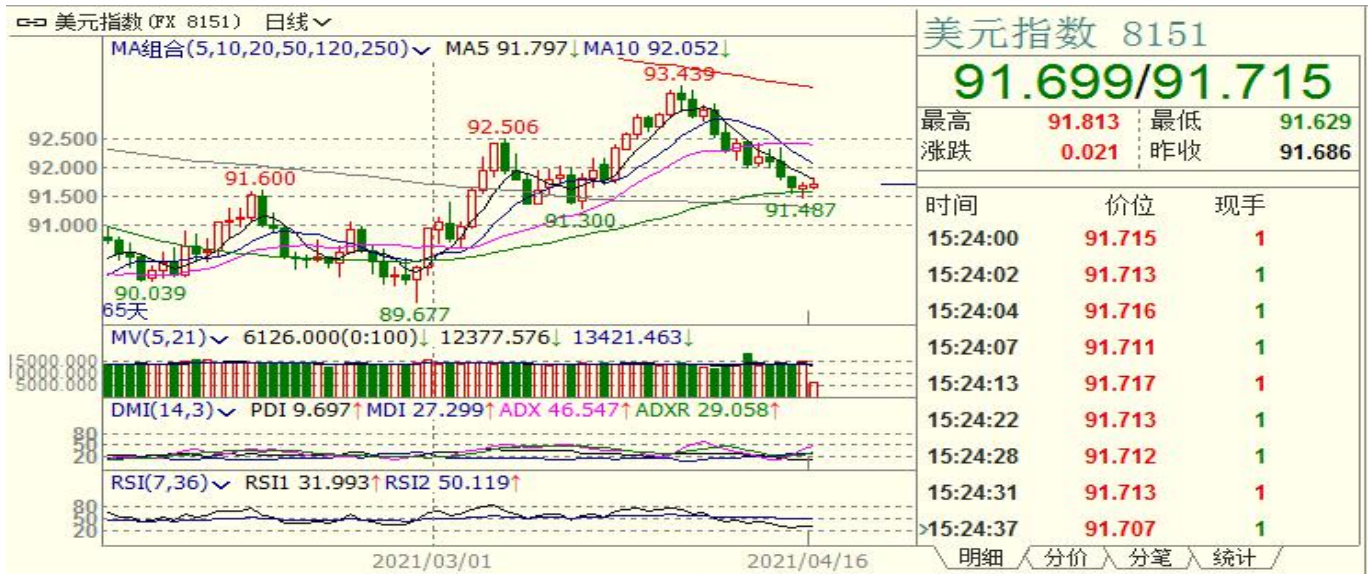 美元指数(FX 8151) 日线
MA组合(5,10,20,50,120,250) MA5 91.797↓MA10 92.052↓
93.439
92.506
92.500
92.000
91.600
91.500
91.487
91.300
91.000
90.039
89.677
65天
MV(5,21) 6126.000(0:100)↓ 12377.576↓ 13421.463↓
5000.000
DMI(14,3) PDI 9.697↑MDI 27.299↑ADX 46.547↑ADXR 29.058↑
80
50
20
RSI(7,36) RSI1 31.993↑RSI2 50.119↑
80
50
20
2021/03/01 2021/04/16
美元指数 8151
91.699/91.715
最高 91.813 最低 91.629
涨跌 0.021 昨收 91.686
时间 价位 现手
15:24:00 91.715 1
15:24:02 91.713 1
15:24:04 91.716 1
15:24:07 91.711 1
15:24:13 91.717 1
15:24:22 91.713 1
15:24:28 91.712 1
15:24:31 91.713 1
>15:24:37 91.707 1
明细 分价 分笔 统计